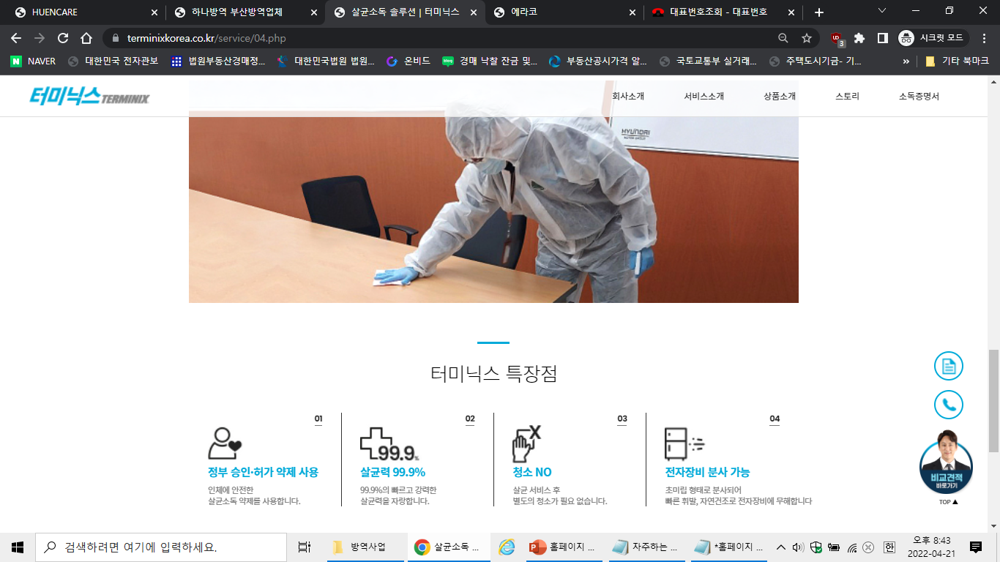 HUENCARE
하나방역 부산방역업체
살균소독 솔루션 | 터미닉스
에라코
대표번호조회 - 대표번호
terminixkorea.co.kr/service/04.php
시크릿 모드
NAVER
대한민국 전자관보
법원부동산경매정...
대한민국법원 법원...
온비드
경매 낙찰 잔금 및...
부동산공시가격 알...
국토교통부 실거래...
주택도시기금- 기...
기타 북마크
터미닉스 TERMINIX
회사소개
서비스소개
상품소개
스토리
소독증명서
HYUNDAI
MOTOR GROUP
터미닉스 특장점
01
정부 승인·허가 약제 사용
인체에 안전한
살균소독 약제를 사용합니다.
02
99.9%
살균력 99.9%
99.9%의 빠르고 강력한
살균력을 자랑합니다.
03
X
청소 NO
살균 서비스 후
별도의 청소가 필요 없습니다.
04
전자장비 분사 가능
초미립 형태로 분사되어
빠른 휘발, 자연건조로 전자장비에 무해합니다
비교견적
바로가기
TOP ▲
검색하려면 여기에 입력하세요.
방역사업
살균소독 ...
홈페이지 ...
자주하는 ...
*홈페이지 ...
한
오후 8:43
2022-04-21